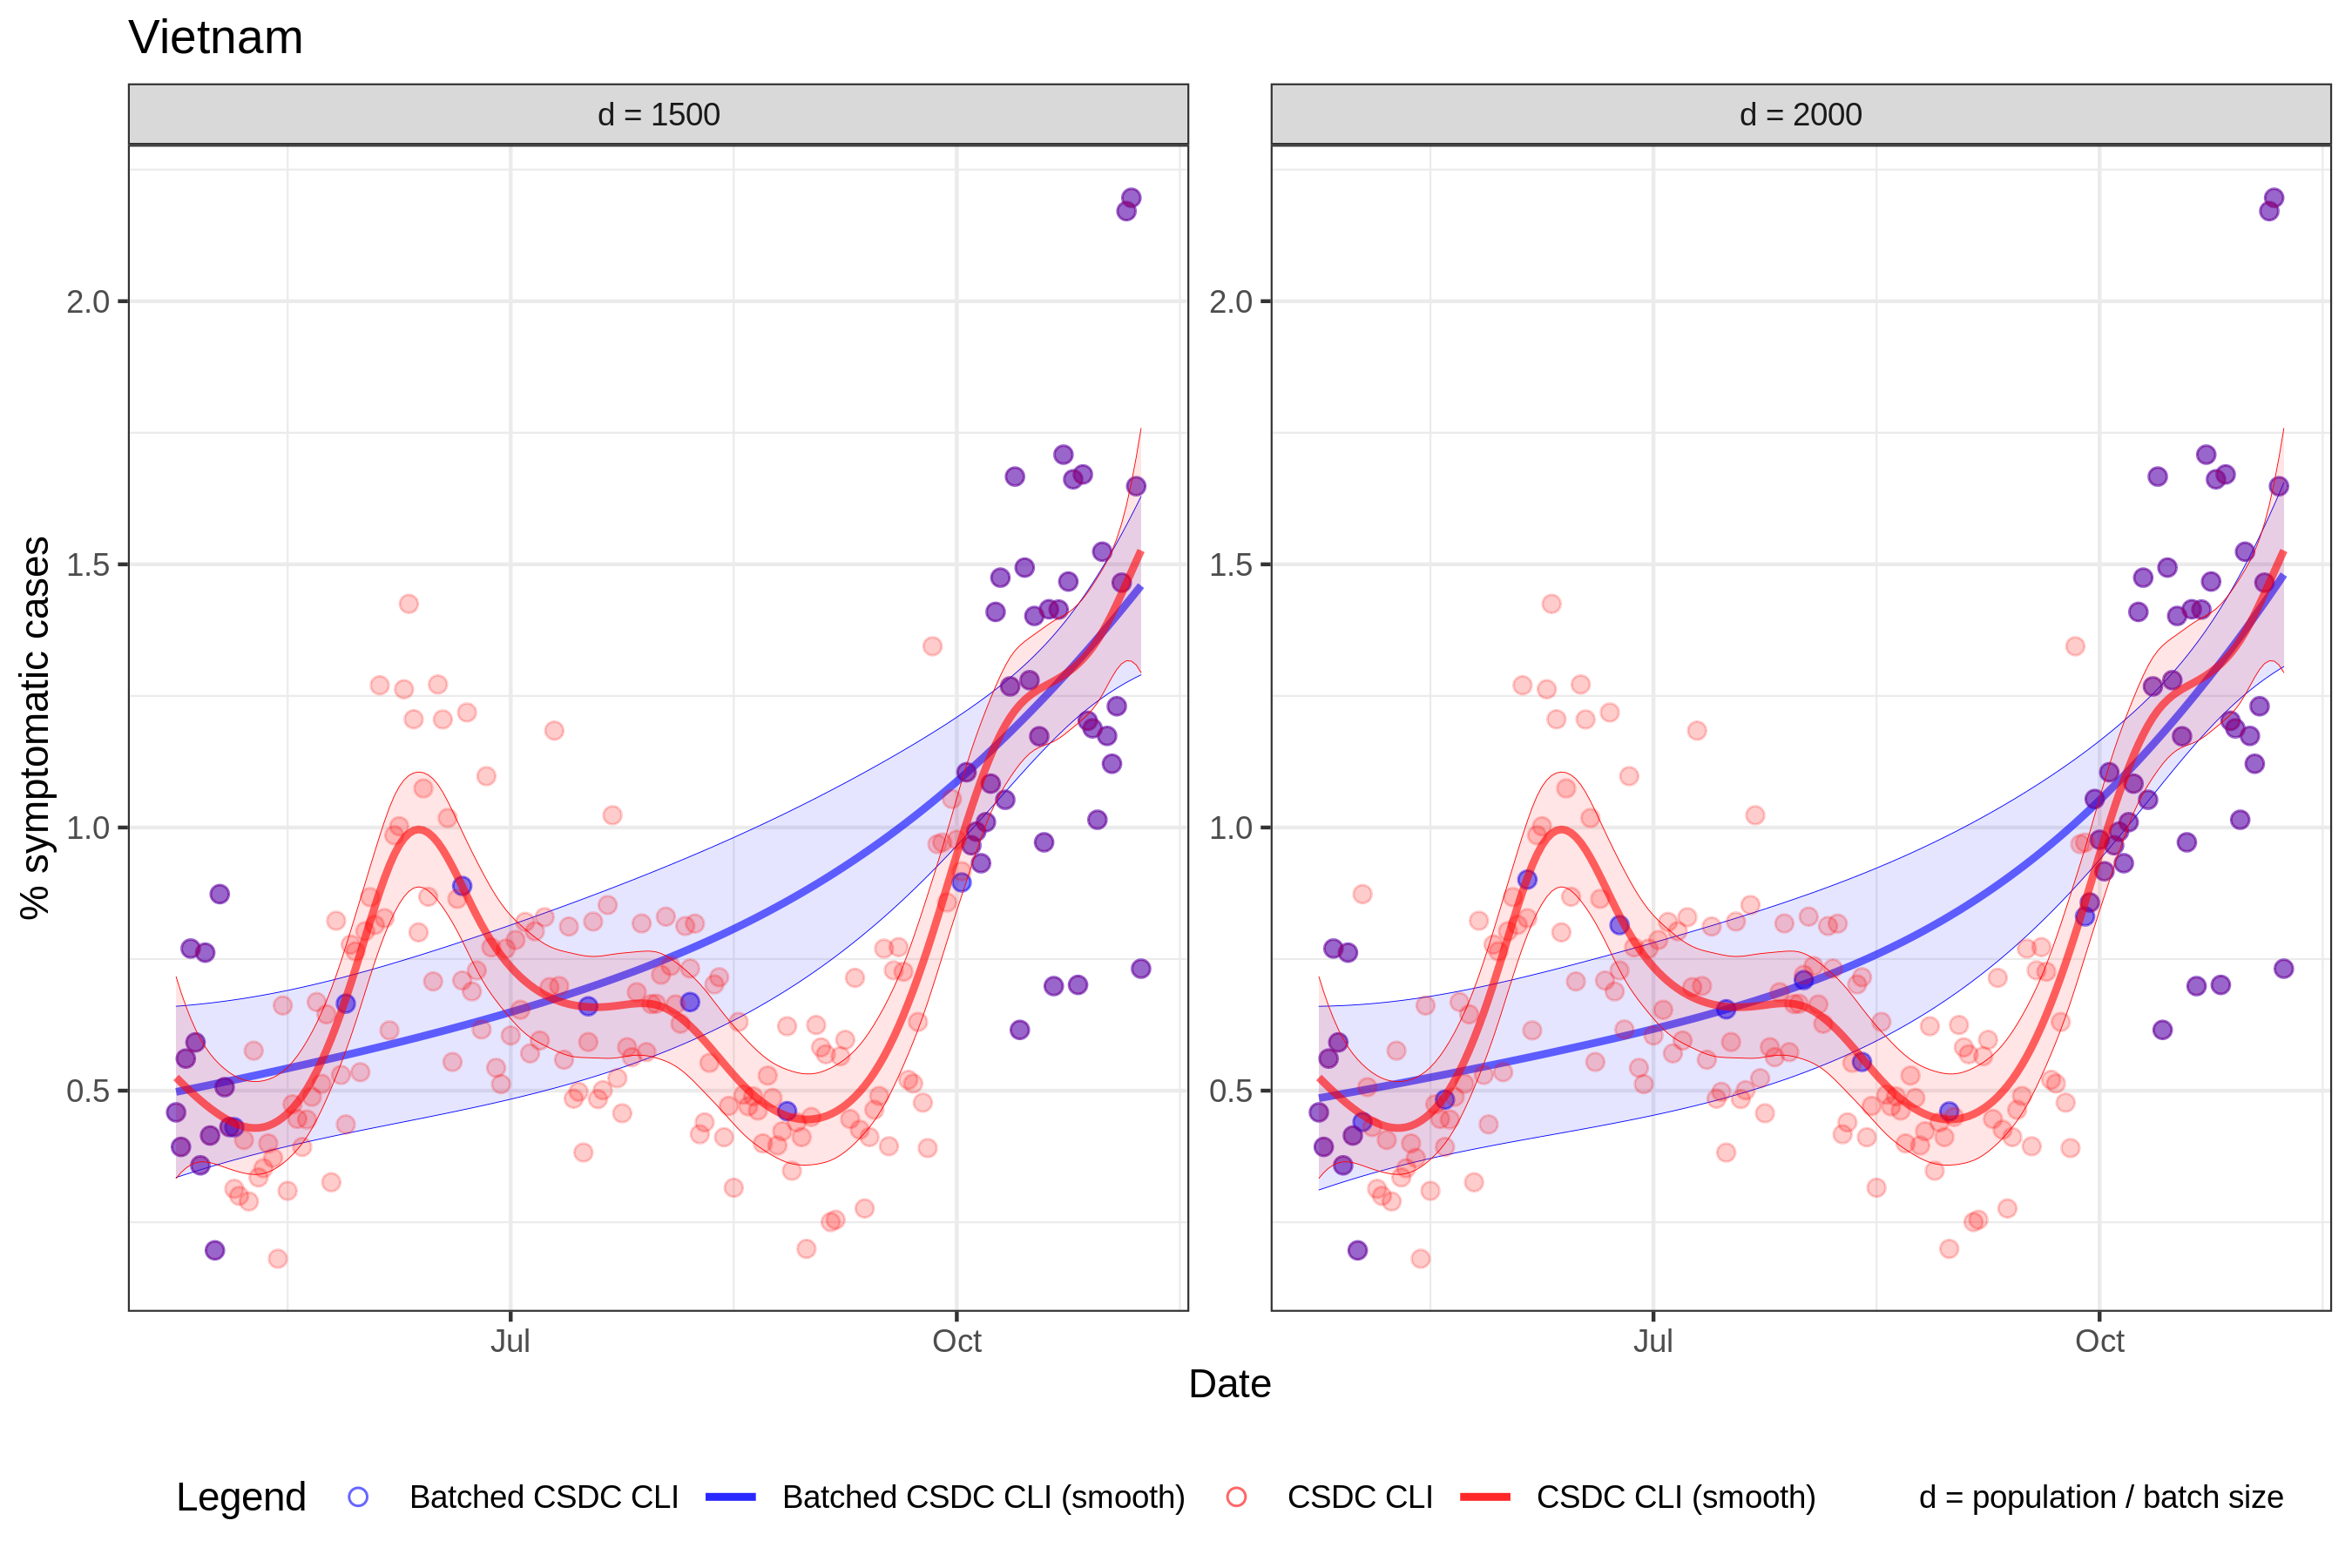 Vietnam
d = 1500
d = 2000
% symptomatic cases
2.0
1.5
1.0
0.5
2.0
1.5
1.0
0.5
Jul
Oct
Jul
Oct
Date
Legend Batched CSDC CLI Batched CSDC CLI (smooth) CSDC CLI CSDC CLI (smooth) d = population / batch size